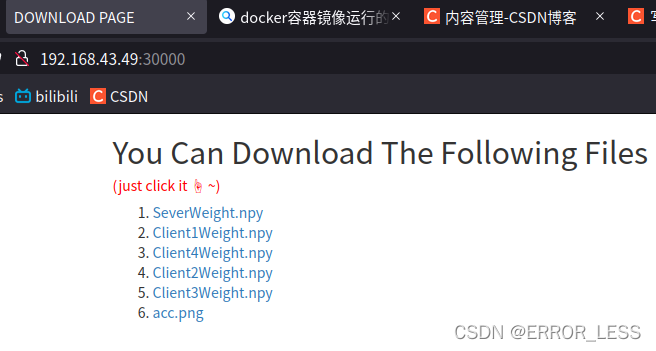 DOWNLOAD PAGE
docker容器镜像运行的
内容管理-CSDN博客
192.168.43.49:30000
s
bilibili
CSDN
You Can Download The Following Files
(just click it ~)
1. SeverWeight.npy
2. Client1Weight.npy
3. Client4Weight.npy
4. Client2Weight.npy
5. Client3Weight.npy
6. acc.png
CSDN @ERROR_LESS